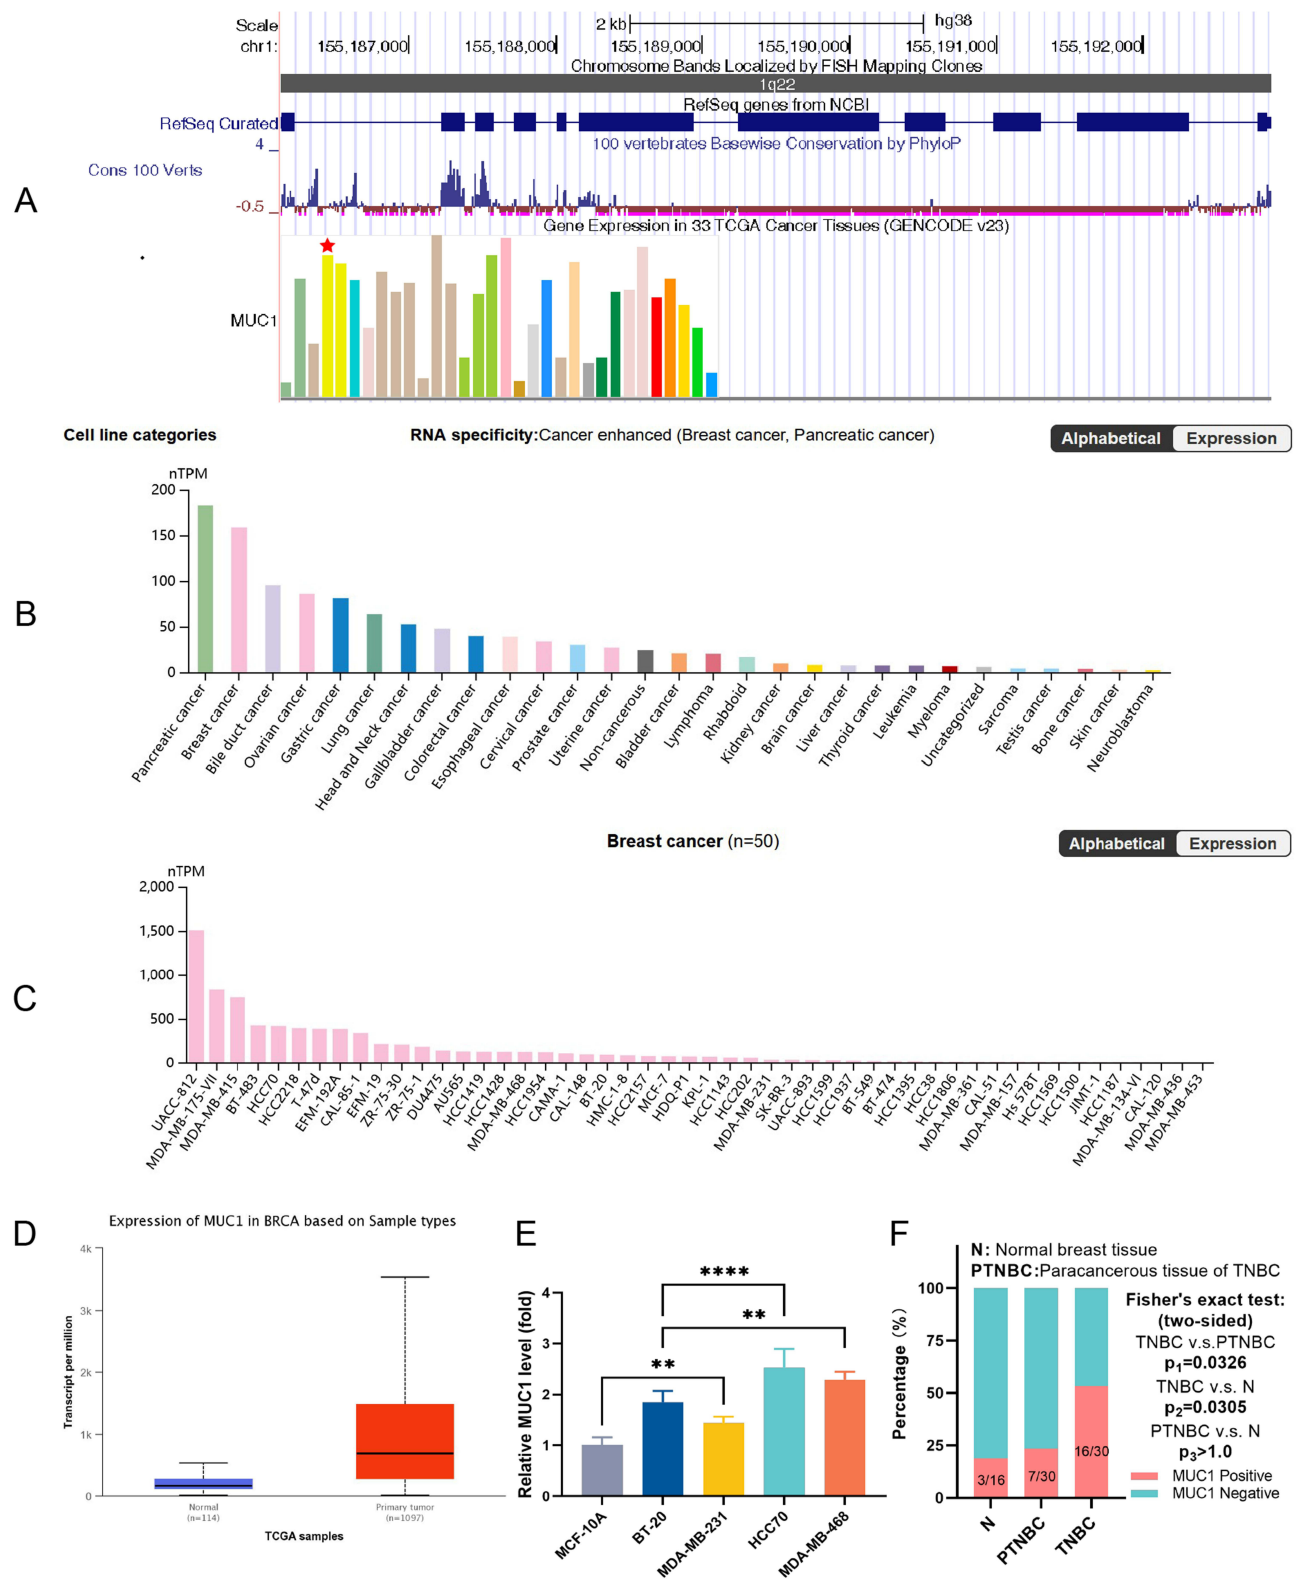 A
Scale 2 kb hg38
chr1: 155,187,000 155,188,000 155,189,000 155,190,000 155,191,000 155,192,000
Chromosome Bands Localized by FISH Mapping Clones
1q22
RefSeq genes from NCBI
RefSeq Curated
100 vertebrates Basewise Conservation by PhyloP
4
Cons 100 Verts
-0.5
Gene Expression in 33 TCGA Cancer Tissues (GENCODE v23)
MUC1
B
Cell line categories RNA specificity:Cancer enhanced (Breast cancer, Pancreatic cancer) Alphabetical Expression
nTPM
200
150
100
50
0
Pancreatic cancer
Breast cancer
Bile duct cancer
Ovarian cancer
Gastric cancer
Lung cancer
Head and Neck cancer
Gallbladder cancer
Colorectal cancer
Esophageal cancer
Cervical cancer
Prostate cancer
Uterine cancer
Non-cancerous
Bladder cancer
Lymphoma
Rhabdoid
Kidney cancer
Brain cancer
Liver cancer
Thyroid cancer
Leukemia
Myeloma
Uncategorized
Sarcoma
Testis cancer
Bone cancer
Skin cancer
Neuroblastoma
C
Breast cancer (n=50) Alphabetical Expression
nTPM
2,000
1,500
1,000
500
0
UACC-812
MDA-MB-175-VII
MDA-MB-415
BT-483
HCC70
HCC2218
T-47d
EFM-192A
CAL-85-1
EFM-19
ZR-75-30
ZR-75-1
DU4475
AU565
HCC1419
HCC1428
MDA-MB-468
HCC1954
CAMA-1
CAL-148
BT-20
HMC-1-8
HCC2157
MCF-7
HDQ-P1
KPL-1
HCC1143
HCC202
MDA-MB-231
SK-BR-3
UACC-893
HCC1599
HCC1937
BT-549
BT-474
HCC1395
HCC38
HCC1806
MDA-MB-361
CAL-51
MDA-MB-157
Hs 578T
HCC1569
HCC1500
JIMT-1
HCC1187
MDA-MB-134-VI
CAL-120
MDA-MB-436
MDA-MB-453
D
Expression of MUC1 in BRCA based on Sample types
Transcript per million
4k
3k
2k
1k
0
Normal
(n=114)
Primary tumor
(n=1097)
TCGA samples
E
Relative MUC1 level (fold)
4
3
2
1
0
****
**
**
MCF-10A
BT-20
MDA-MB-231
HCC70
MDA-MB-468
F
N: Normal breast tissue
PTNBC:Paracancerous tissue of TNBC
Percentage (%)
100
75
50
25
0
3/16
7/30
16/30
N
PTNBC
TNBC
Fisher's exact test:
(two-sided)
TNBC v.s.PTNBC
p1=0.0326
TNBC v.s. N
p2=0.0305
PTNBC v.s. N
p3>1.0
MUC1 Positive
MUC1 Negative